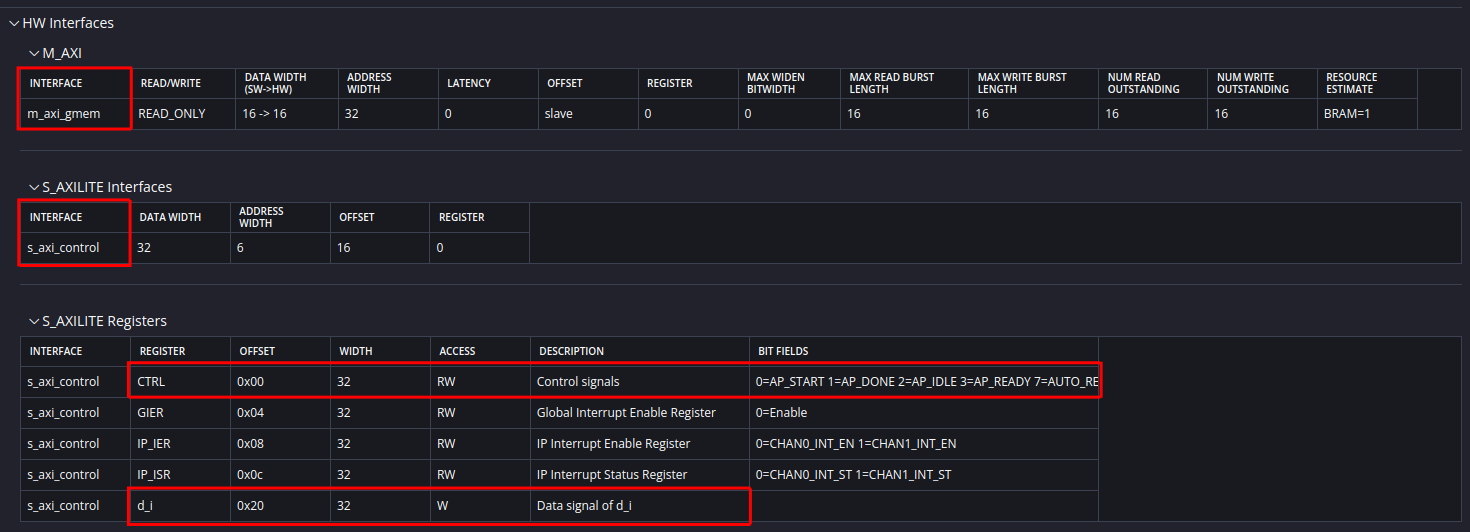 HW Interfaces
M_AXI
INTERFACE READ/WRITE DATA WIDTH (SW->HW) ADDRESS WIDTH LATENCY OFFSET REGISTER MAX WIDEN BITWIDTH MAX READ BURST LENGTH MAX WRITE BURST LENGTH NUM READ OUTSTANDING NUM WRITE OUTSTANDING RESOURCE ESTIMATE
m_axi_gmem READ_ONLY 16 -> 16 32 0 slave 0 0 16 16 16 16 BRAM=1
S_AXILITE Interfaces
INTERFACE DATA WIDTH ADDRESS WIDTH OFFSET REGISTER
s_axi_control 32 6 16 0
S_AXILITE Registers
INTERFACE REGISTER OFFSET WIDTH ACCESS DESCRIPTION BIT FIELDS
s_axi_control CTRL 0x00 32 RW Control signals 0=AP_START 1=AP_DONE 2=AP_IDLE 3=AP_READY 7=AUTO_RE
s_axi_control GIER 0x04 32 RW Global Interrupt Enable Register 0=Enable
s_axi_control IP_IER 0x08 32 RW IP Interrupt Enable Register 0=CHAN0_INT_EN 1=CHAN1_INT_EN
s_axi_control IP_ISR 0x0c 32 RW IP Interrupt Status Register 0=CHAN0_INT_ST 1=CHAN1_INT_ST
s_axi_control d_i 0x20 32 W Data signal of d_i